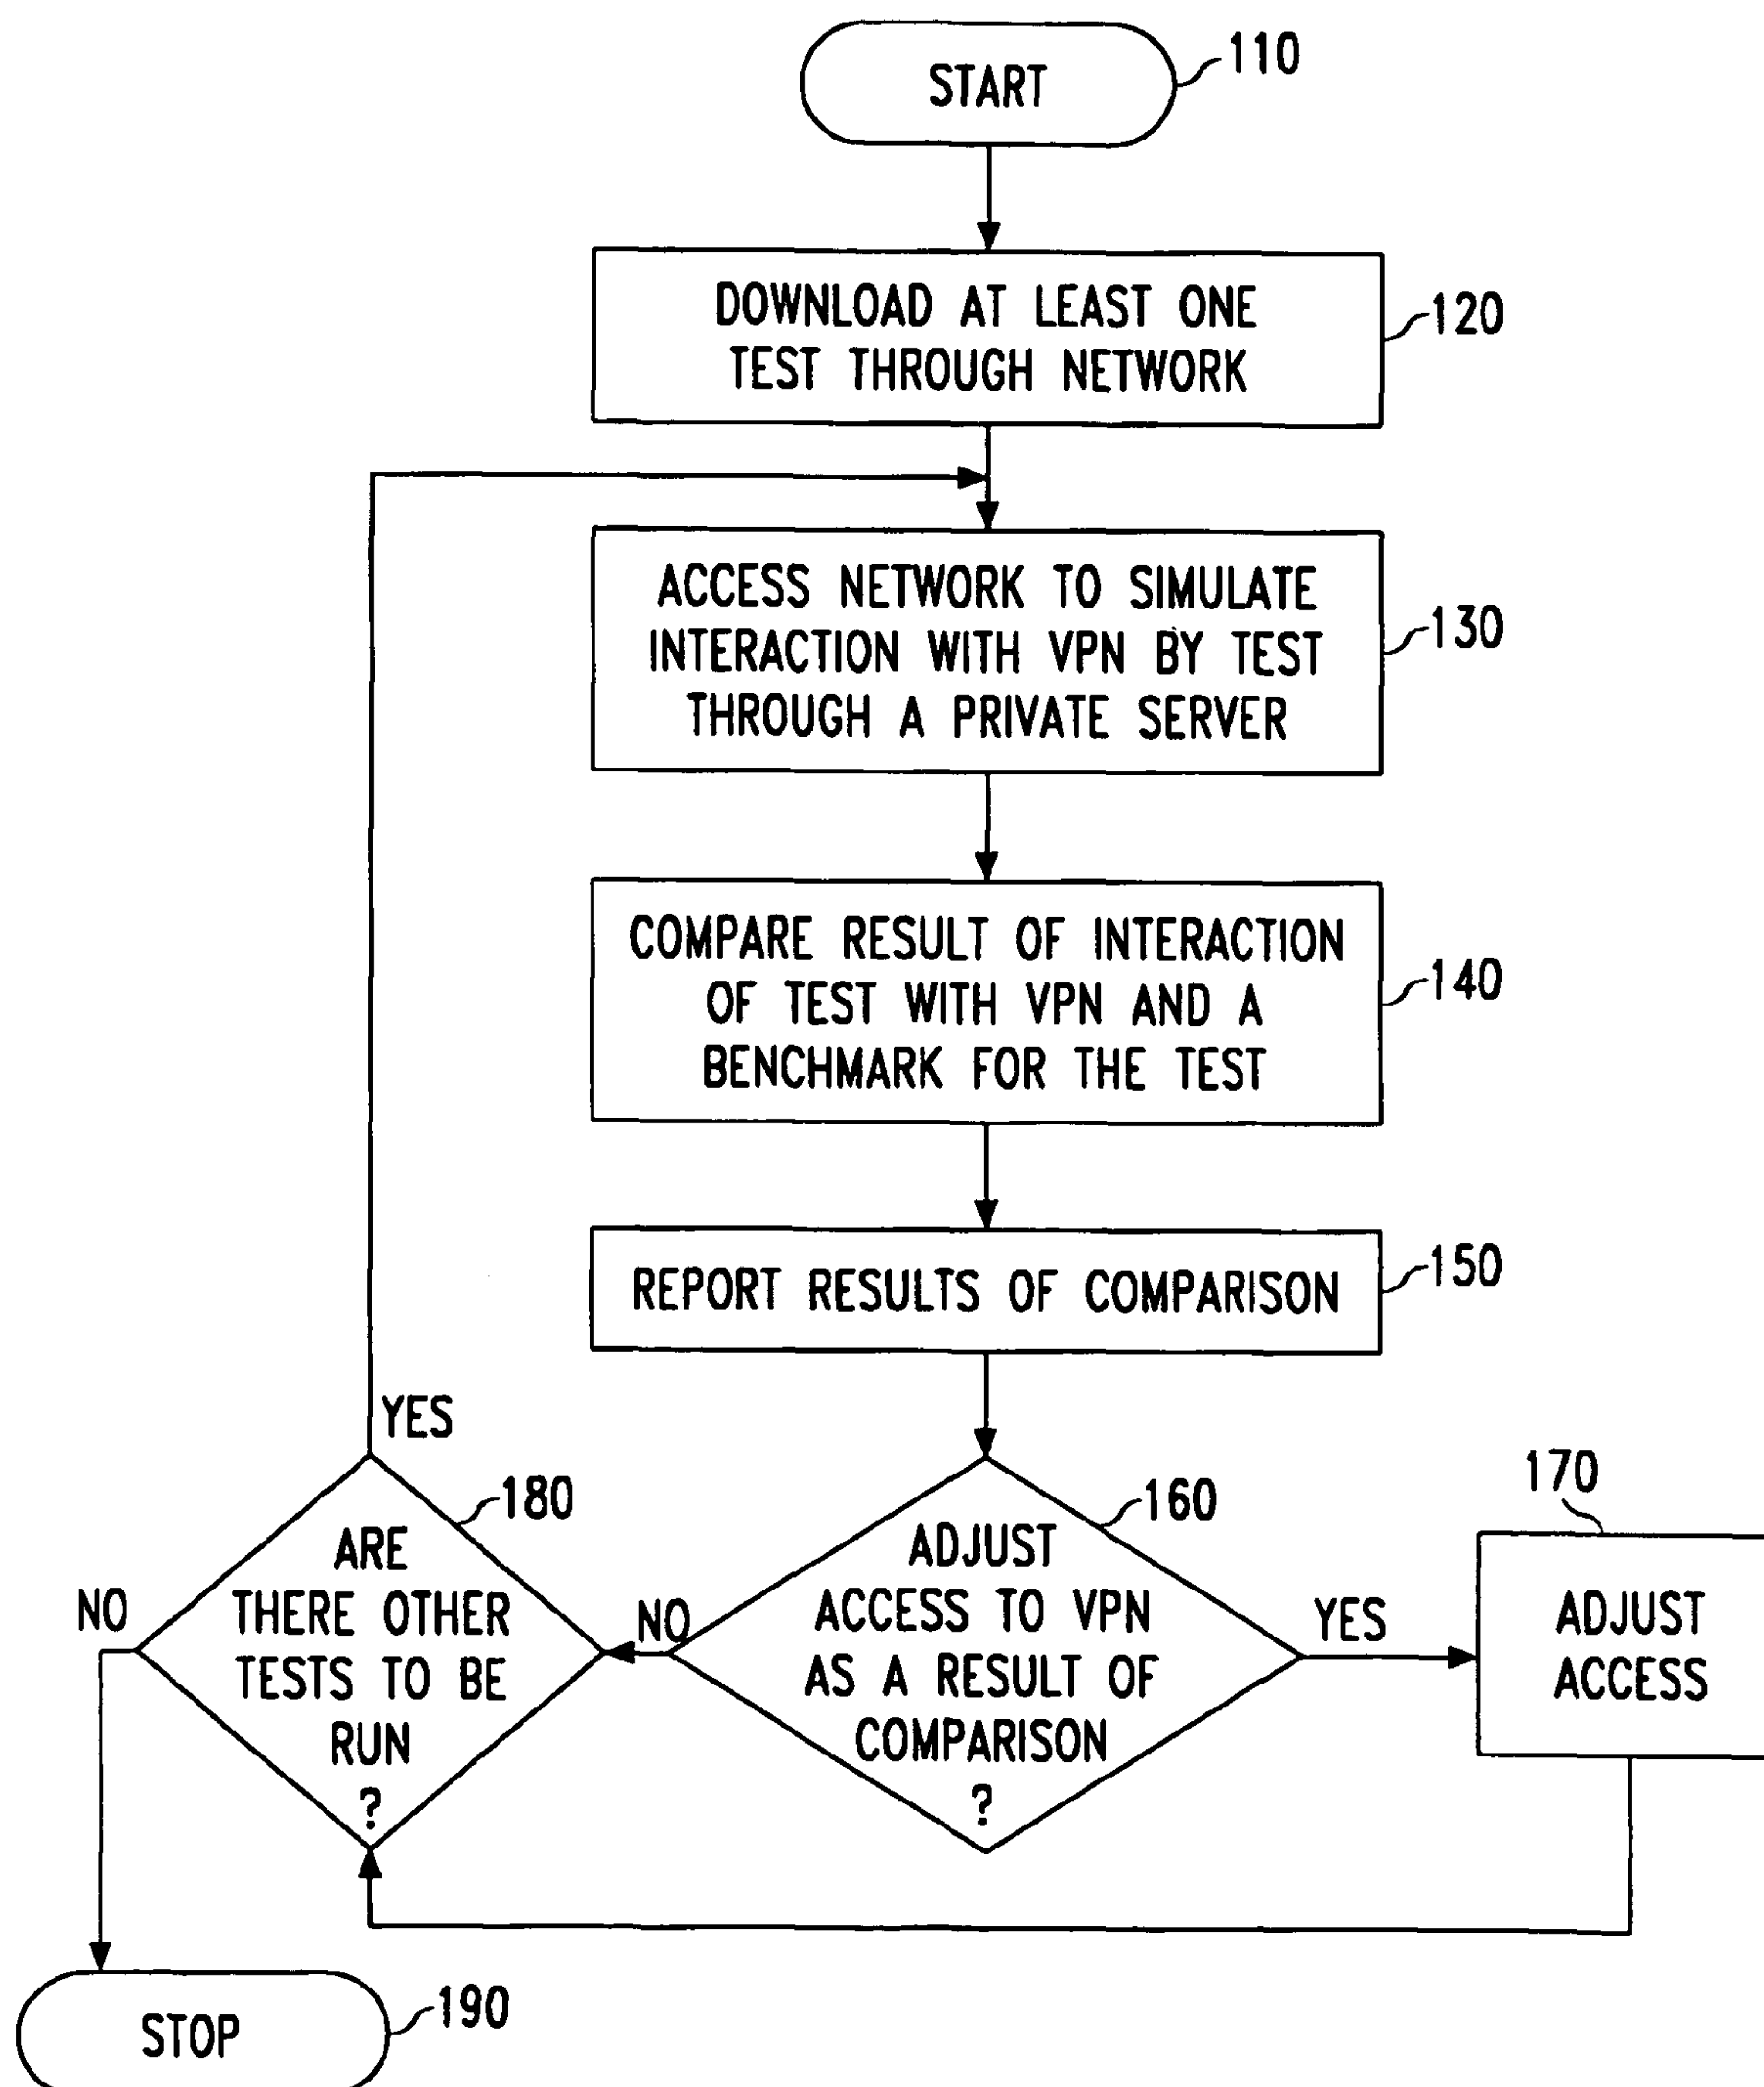 START
110
DOWNLOAD AT LEAST ONE
TEST THROUGH NETWORK
120
ACCESS NETWORK TO SIMULATE
INTERACTION WITH VPN BY TEST
THROUGH A PRIVATE SERVER
130
COMPARE RESULT OF INTERACTION
OF TEST WITH VPN AND A
BENCHMARK FOR THE TEST
140
REPORT RESULTS OF COMPARISON
150
ADJUST
ACCESS TO VPN
AS A RESULT OF
COMPARISON
?
160
YES
170
ADJUST
ACCESS
NO
ARE
THERE OTHER
TESTS TO BE
RUN
?
180
YES
NO
STOP
190